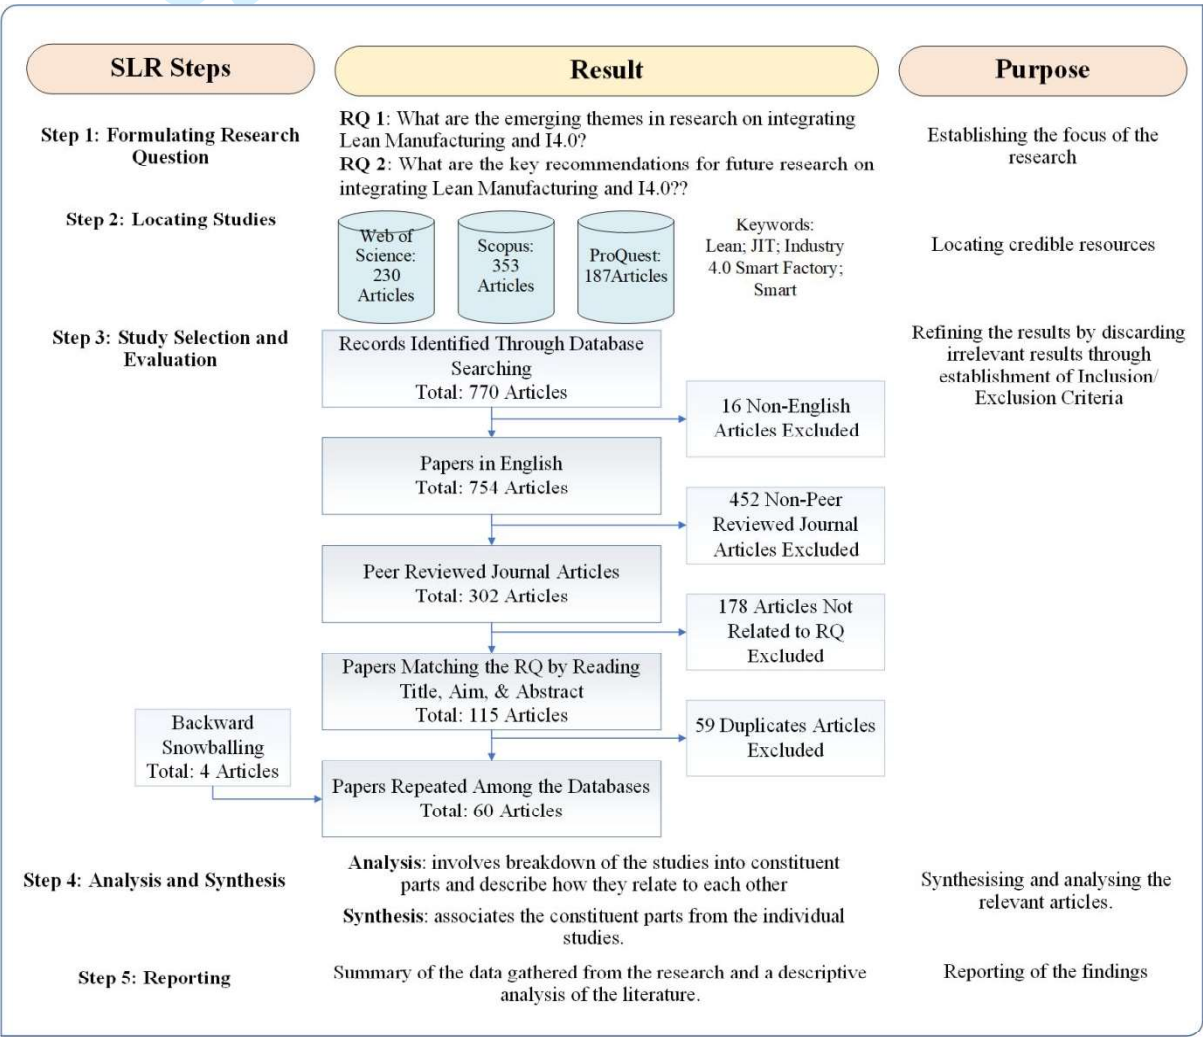 SLR Steps
Result
Purpose
Step 1: Formulating Research
Question
RQ 1: What are the emerging themes in research on integrating
Lean Manufacturing and I4.0?
RQ 2: What are the key recommendations for future research on
integrating Lean Manufacturing and I4.0??
Establishing the focus of the
research
Step 2: Locating Studies
Web of
Science:
230
Articles
Scopus:
353
Articles
ProQuest:
187Articles
Keywords:
Lean; JIT; Industry
4.0 Smart Factory;
Smart
Locating credible resources
Step 3: Study Selection and
Evaluation
Records Identified Through Database
Searching
Total: 770 Articles
Refining the results by discarding
irrelevant results through
establishment of Inclusion/
Exclusion Criteria
16 Non-English
Articles Excluded
Papers in English
Total: 754 Articles
452 Non-Peer
Reviewed Journal
Articles Excluded
Peer Reviewed Journal Articles
Total: 302 Articles
178 Articles Not
Related to RQ
Excluded
Papers Matching the RQ by Reading
Title, Aim, & Abstract
Total: 115 Articles
59 Duplicates Articles
Excluded
Backward
Snowballing
Total: 4 Articles
Papers Repeated Among the Databases
Total: 60 Articles
Step 4: Analysis and Synthesis
Analysis: involves breakdown of the studies into constituent
parts and describe how they relate to each other
Synthesis: associates the constituent parts from the individual
studies.
Synthesising and analysing the
relevant articles.
Step 5: Reporting
Summary of the data gathered from the research and a descriptive
analysis of the literature.
Reporting of the findings